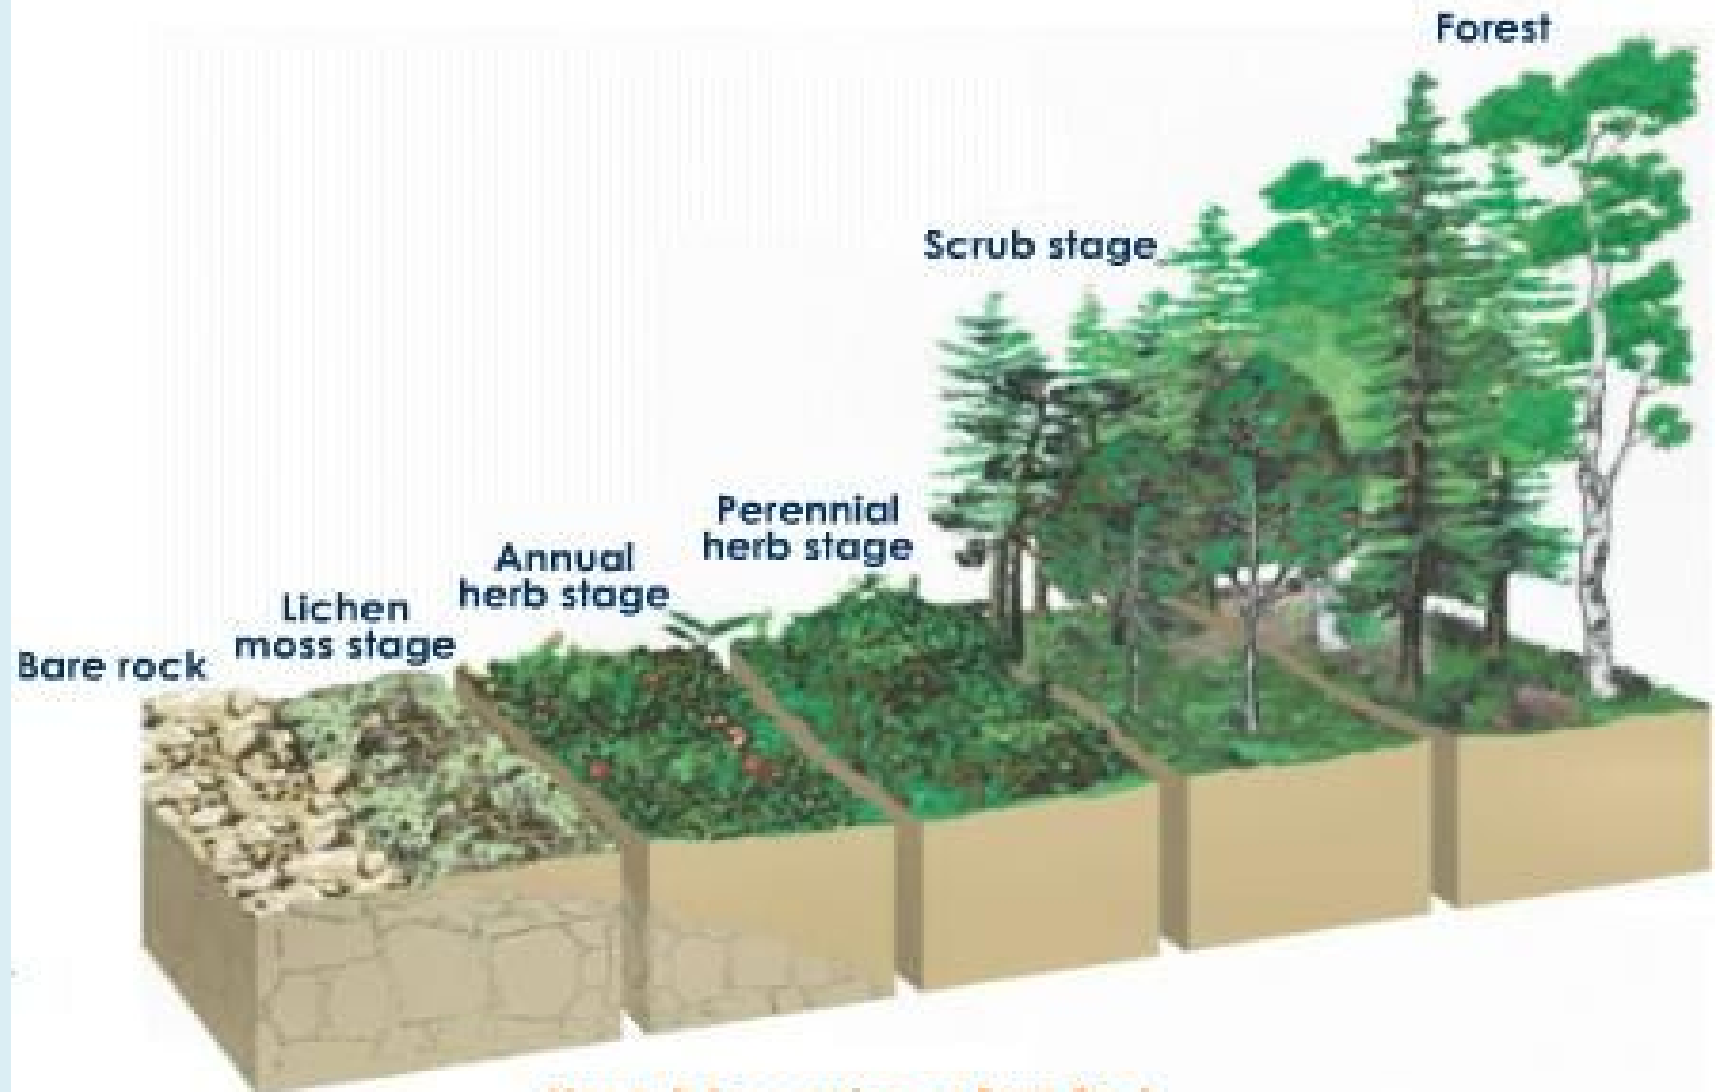 Forest
Scrub stage
Perennial
herb stage
Annual
herb stage
Lichen
moss stage
Bare rock